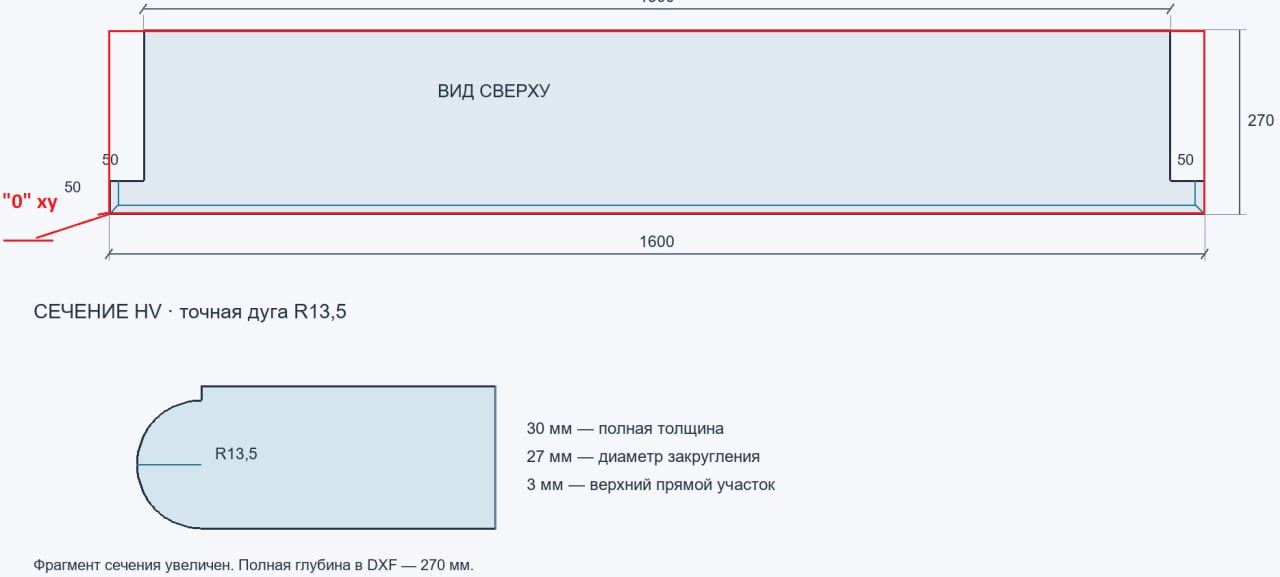 ВИД СВЕРХУ
270
50
50
50
"0" xy
1600
СЕЧЕНИЕ HV · точная дуга R13,5
R13,5
30 мм — полная толщина
27 мм — диаметр закругления
3 мм — верхний прямой участок
Фрагмент сечения увеличен. Полная глубина в DXF — 270 мм.